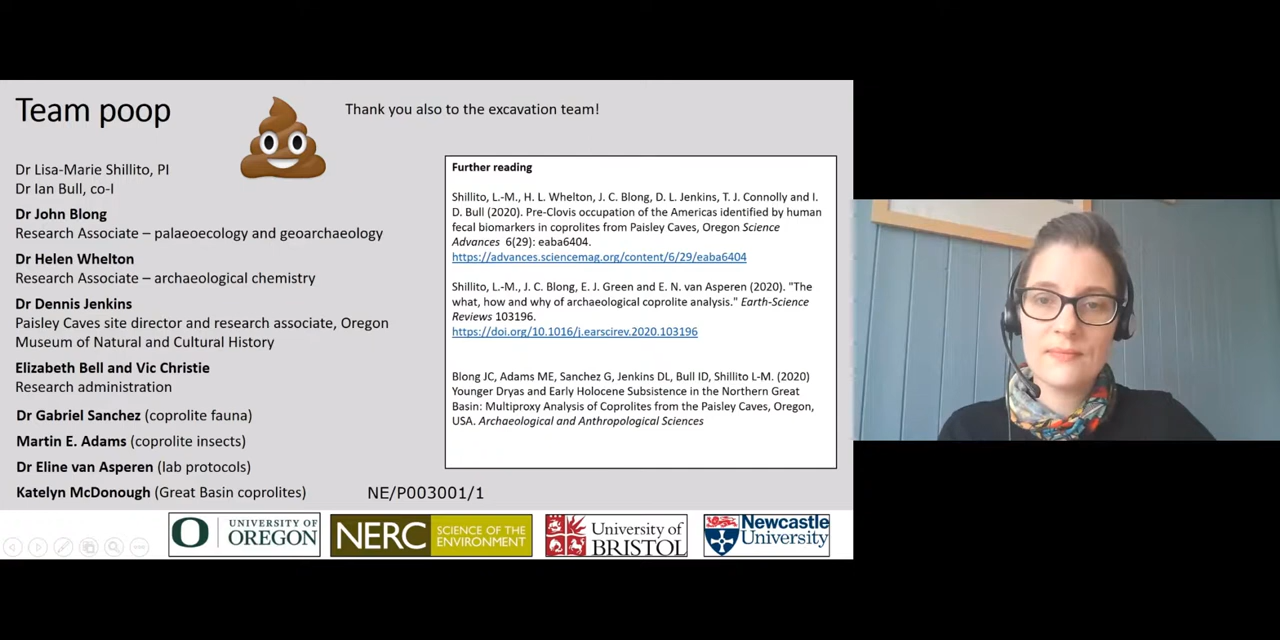 Team poop
Thank you also to the excavation team!
Dr Lisa-Marie Shillito, PI
Dr Ian Bull, co-I
Dr John Blong
Research Associate – palaeoecology and geoarchaeology
Dr Helen Whelton
Research Associate – archaeological chemistry
Dr Dennis Jenkins
Paisley Caves site director and research associate, Oregon
Museum of Natural and Cultural History
Elizabeth Bell and Vic Christie
Research administration
Dr Gabriel Sanchez (coprolite fauna)
Martin E. Adams (coprolite insects)
Dr Eline van Asperen (lab protocols)
Katelyn McDonough (Great Basin coprolites)
Further reading
Shillito, L.-M., H. L. Whelton, J. C. Blong, D. L. Jenkins, T. J. Connolly and I.
D. Bull (2020). Pre-Clovis occupation of the Americas identified by human
fecal biomarkers in coprolites from Paisley Caves, Oregon Science
Advances 6(29): eaba6404.
https://advances.sciencemag.org/content/6/29/eaba6404
Shillito, L.-M., J. C. Blong, E. J. Green and E. N. van Asperen (2020). "The
what, how and why of archaeological coprolite analysis." Earth-Science
Reviews 103196.
https://doi.org/10.1016/j.earscirev.2020.103196
Blong JC, Adams ME, Sanchez G, Jenkins DL, Bull ID, Shillito L-M. (2020)
Younger Dryas and Early Holocene Subsistence in the Northern Great
Basin: Multiproxy Analysis of Coprolites from the Paisley Caves, Oregon,
USA. Archaeological and Anthropological Sciences
NE/P003001/1
O
UNIVERSITY OF
OREGON
NERC
SCIENCE OF THE
ENVIRONMENT
University of
BRISTOL
Newcastle
University